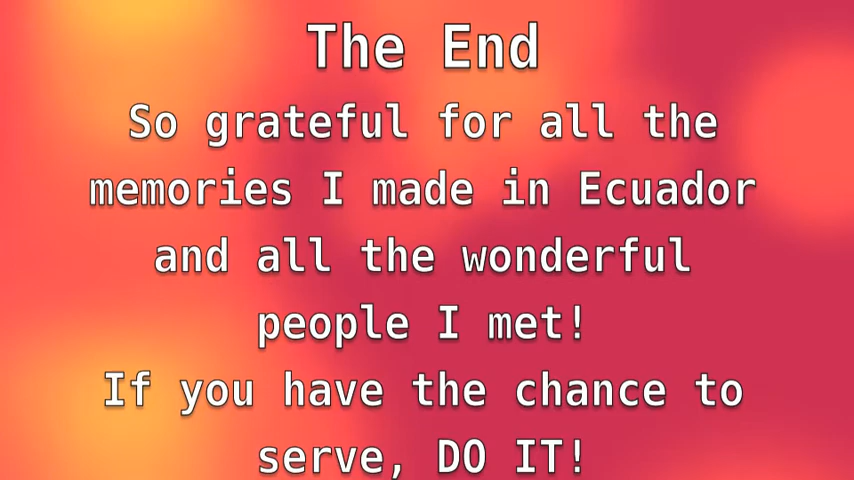 The End
So grateful for all the
memories I made in Ecuador
and all the wonderful
people I met!
If you have the chance to
serve, DO IT!